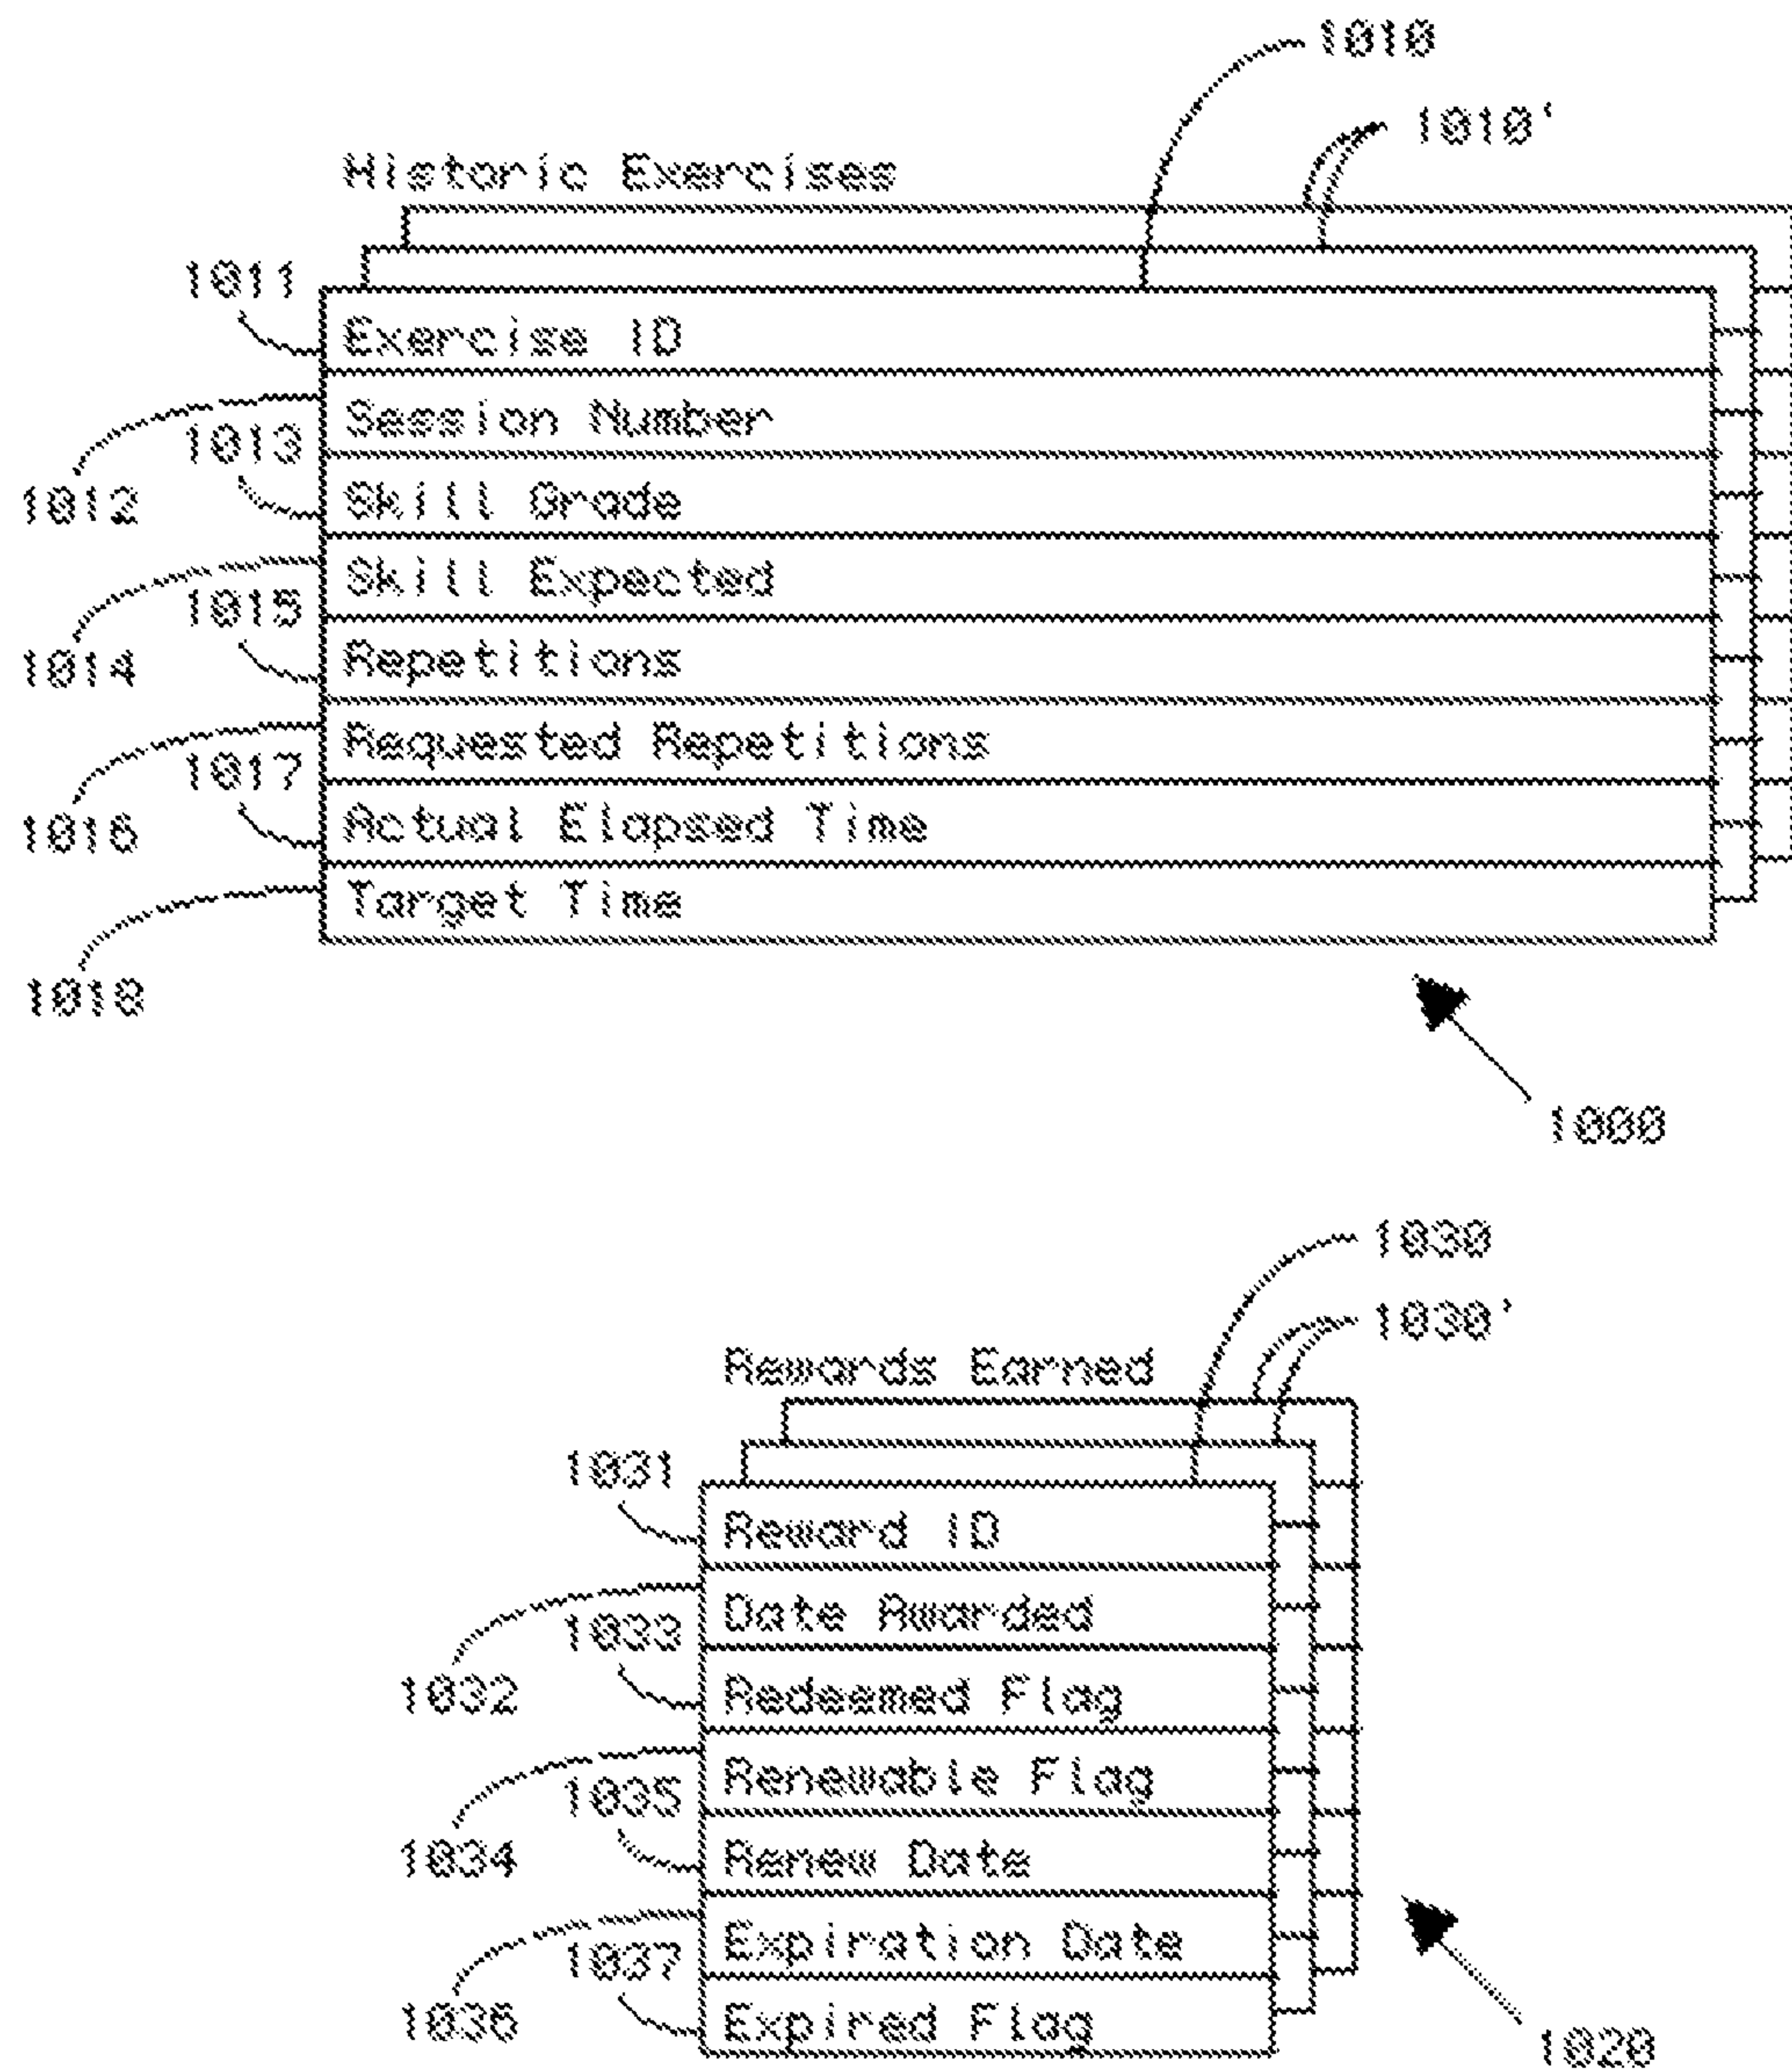 1010
1010'
Historic Exercises
1011
Exercise ID
Session Number
1013
1012
Skill Grade
Skill Expected
1015
1014
Repetitions
Requested Repetitions
1017
1016
Actual Elapsed Time
Target Time
1018
1000
1030
1030'
Rewards Earned
1031
Reward ID
Date Awarded
1033
1032
Redeemed Flag
Renewable Flag
1035
1034
Renew Date
Expiration Date
1037
1036
Expired Flag
1020